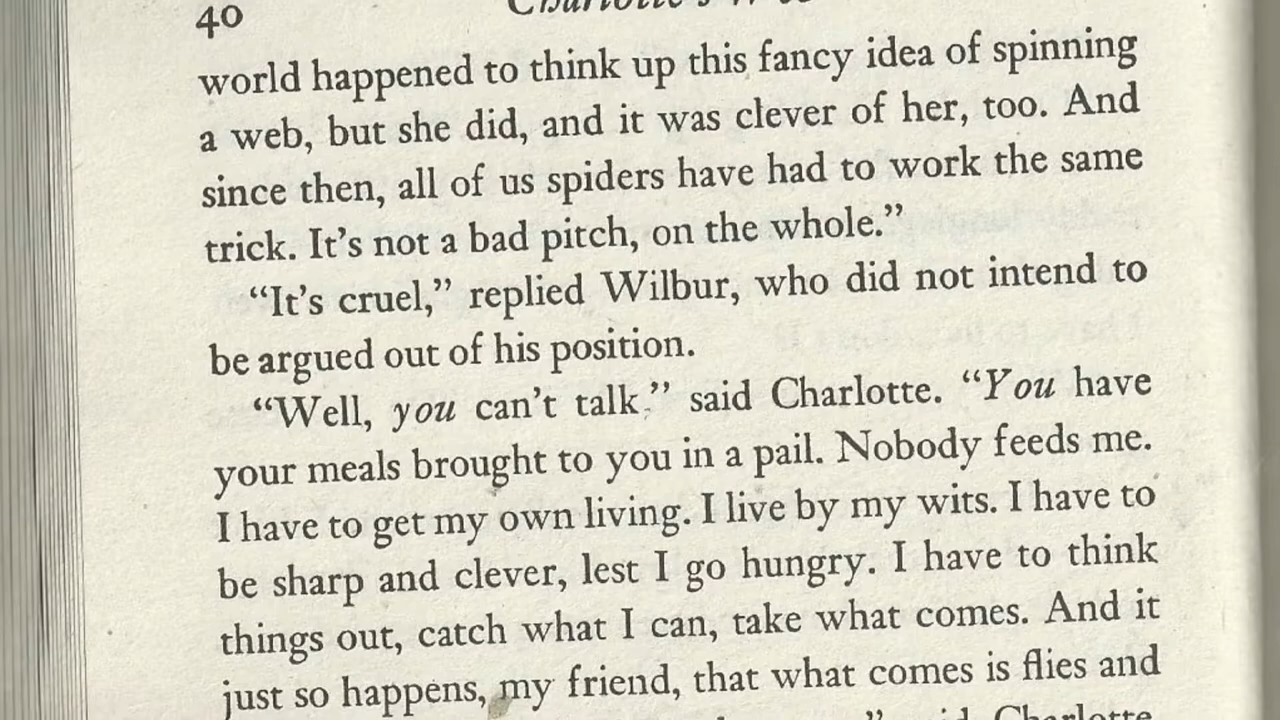 40
world happened to think up this fancy idea of spinning
a web, but she did, and it was clever of her, too. And
since then, all of us spiders have had to work the same
trick. It's not a bad pitch, on the whole.”
“It's cruel,” replied Wilbur, who did not intend to
be argued out of his position.
“Well, you can't talk,” said Charlotte. “You have
your meals brought to you in a pail. Nobody feeds me.
I have to get my own living. I live by my wits. I have to
be sharp and clever, lest I go hungry. I have to think
things out, catch what I can, take what comes. And it
just so happens, my friend, that what comes is flies and
Charlotte